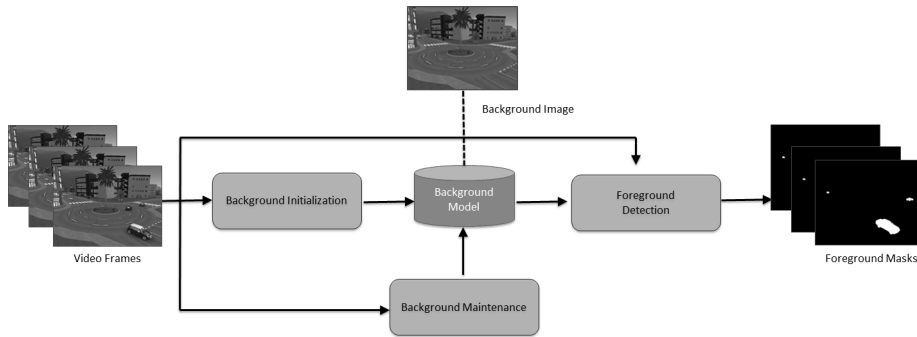 Background Image
Background Initialization
Background
Model
Foreground
Detection
Video Frames
Foreground Masks
Background Maintenance